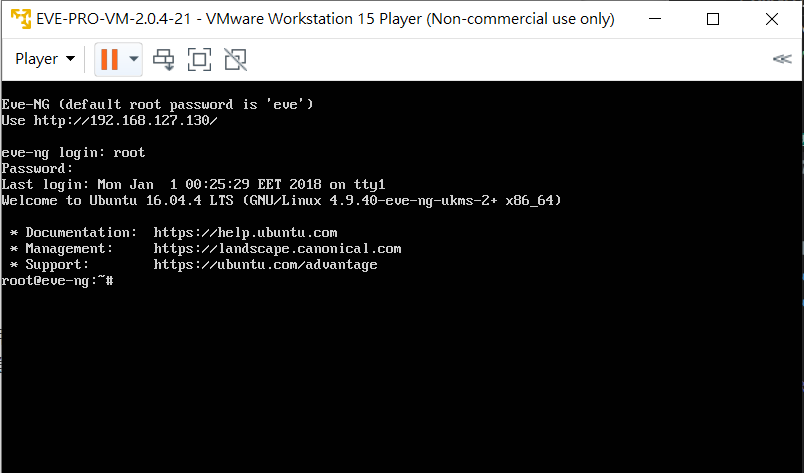 EVE-PRO-VM-2.0.4-21 - VMware Workstation 15 Player (Non-commercial use only)
Player
Eve-NG (default root password is 'eve')
Use http://192.168.127.130/
eve-ng login: root
Password:
Last login: Mon Jan  1 00:25:29 EET 2018 on tty1
Welcome to Ubuntu 16.04.4 LTS (GNU/Linux 4.9.40-eve-ng-ukms-2+ x86_64)
* Documentation:  https://help.ubuntu.com
* Management:     https://landscape.canonical.com
* Support:        https://ubuntu.com/advantage
root@eve-ng:~#